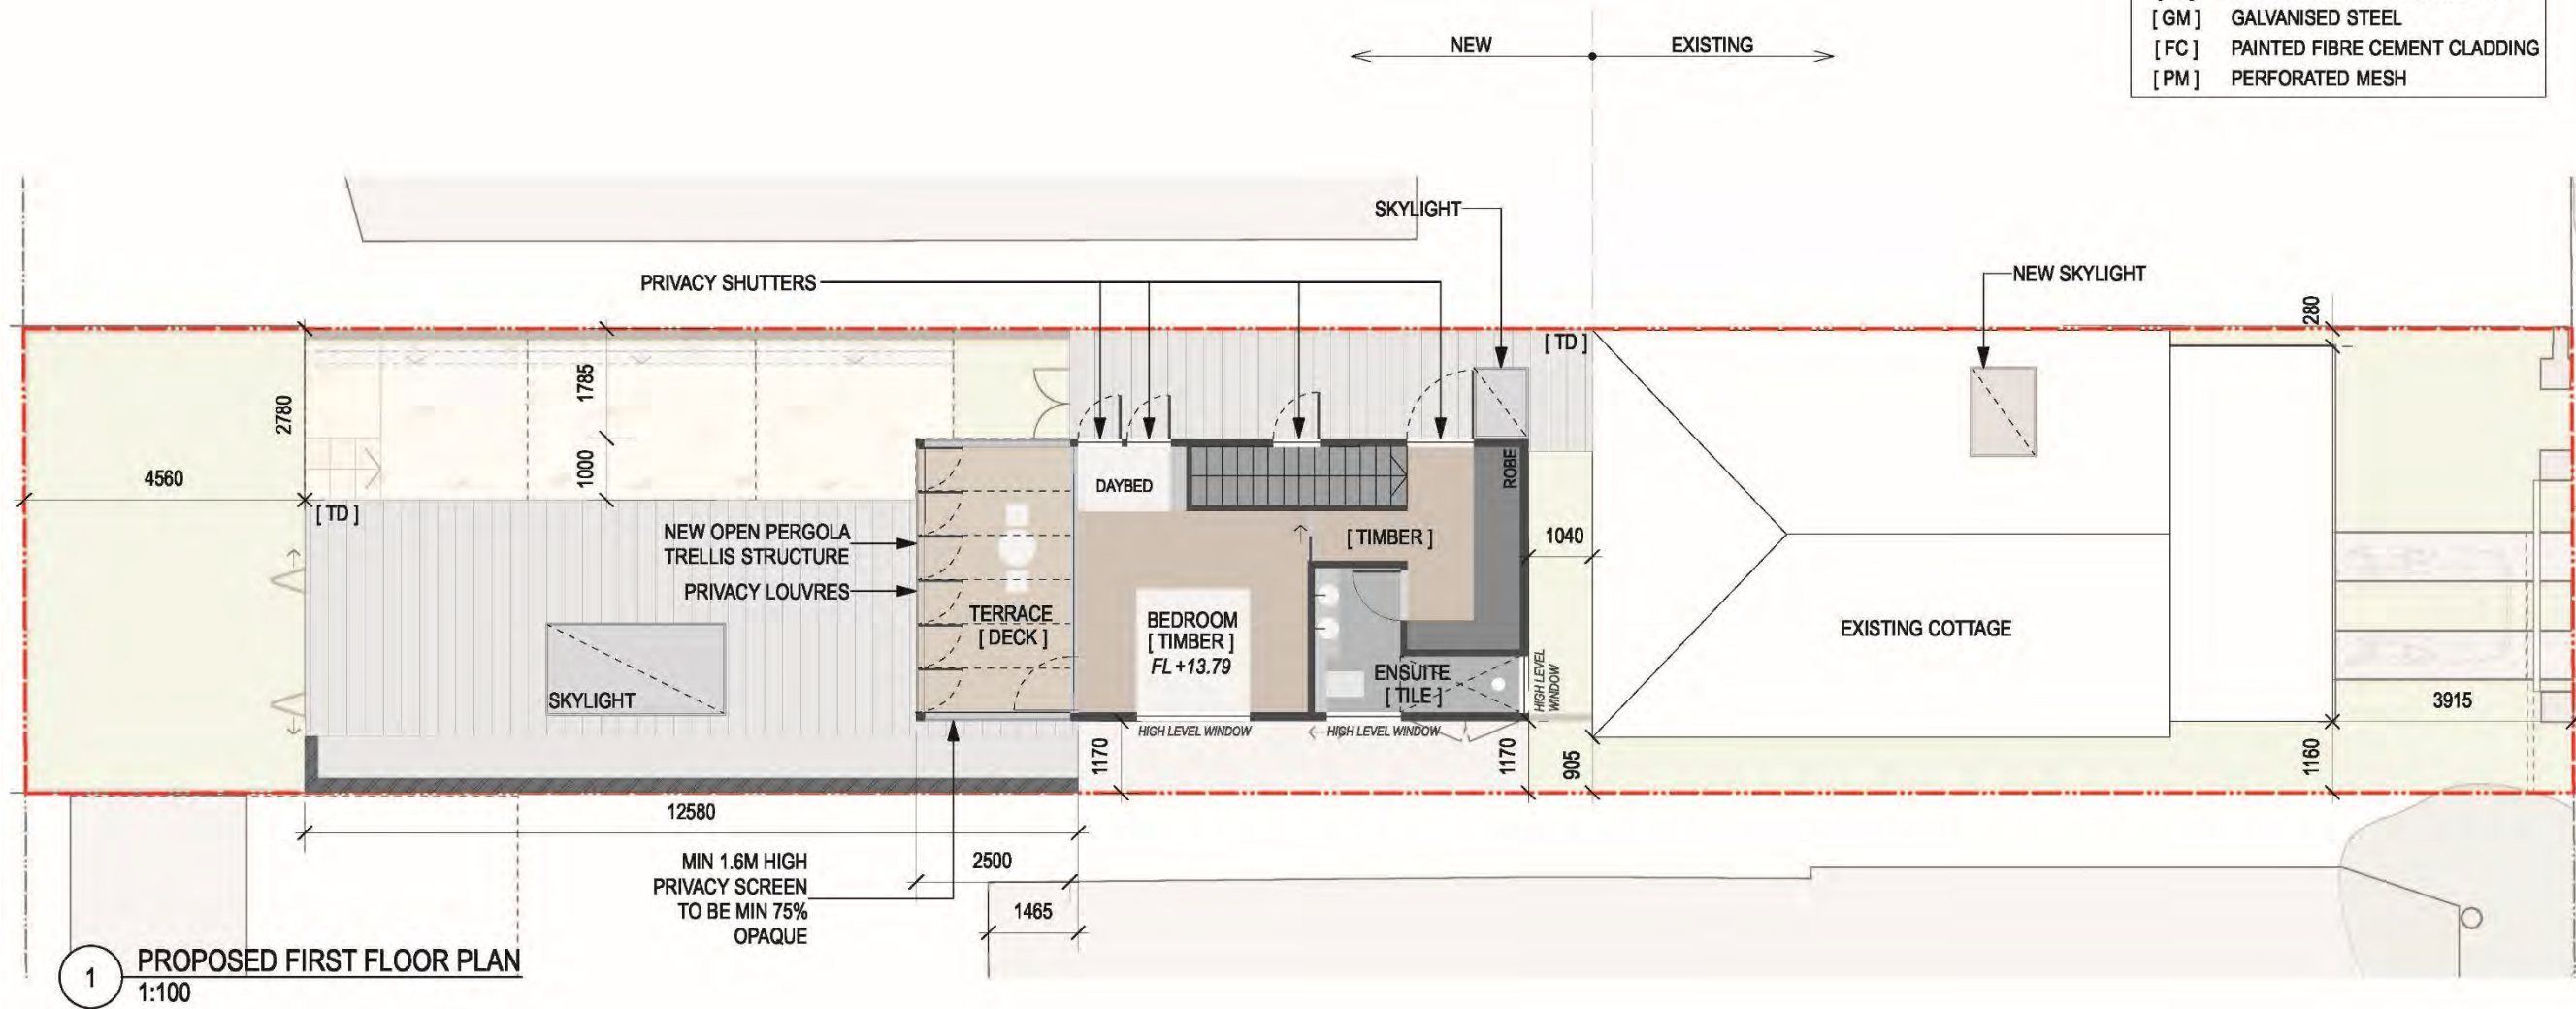 [ GM ] GALVANISED STEEL
[ FC ] PAINTED FIBRE CEMENT CLADDING
[ PM ] PERFORATED MESH
NEW
EXISTING
SKYLIGHT
PRIVACY SHUTTERS
NEW SKYLIGHT
280
[ TD ]
1785
2780
1000
4560
[ TD ]
DAYBED
ROBE
NEW OPEN PERGOLA
TRELLIS STRUCTURE
[ TIMBER ]
1040
PRIVACY LOUVRES
TERRACE
[ DECK ]
BEDROOM
[ TIMBER ]
FL +13.79
EXISTING COTTAGE
ENSUITE
[ TILE ]
HIGH LEVEL
WINDOW
SKYLIGHT
3915
HIGH LEVEL WINDOW
HIGH LEVEL WINDOW
1170
1170
905
1160
12580
MIN 1.6M HIGH
PRIVACY SCREEN
TO BE MIN 75%
OPAQUE
2500
1465
1 PROPOSED FIRST FLOOR PLAN
1:100